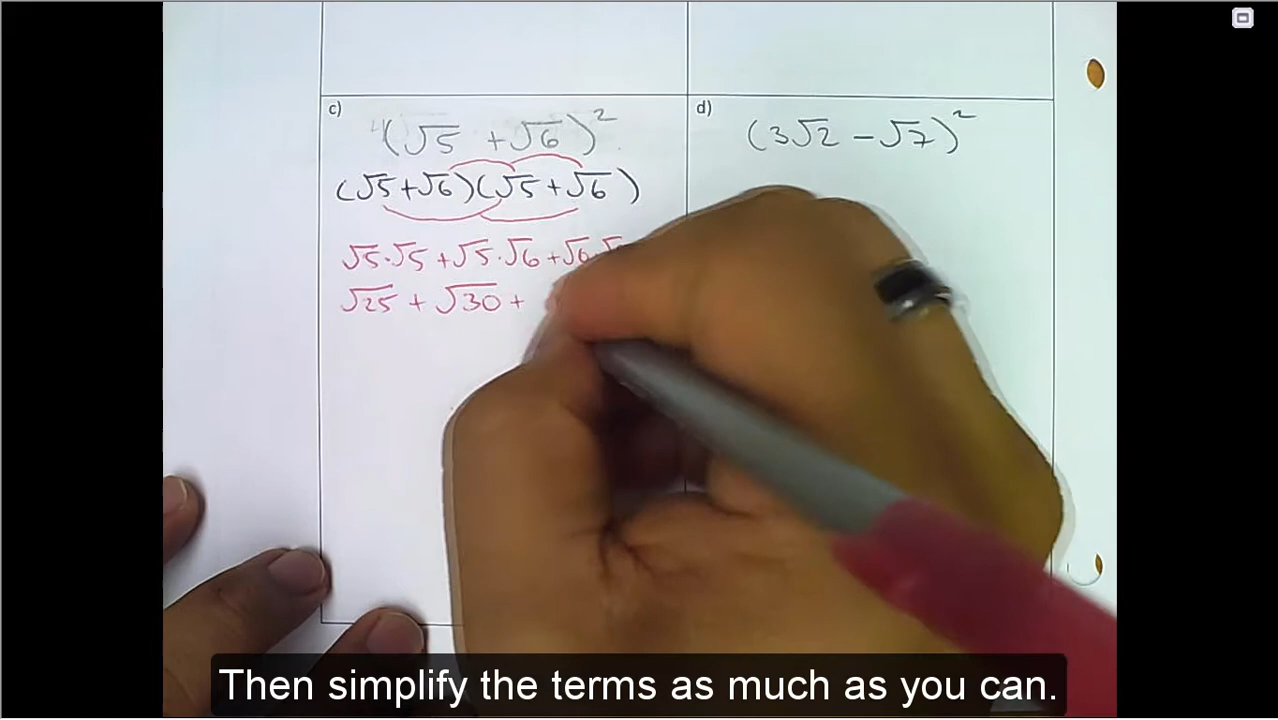 c)
(√5 + √6)²
(√5+√6)(√5+√6)
√5·√5 + √5·√6 + √6·
√25 + √30 +
d)
(3√2 − √7)²
Then simplify the terms as much as you can.